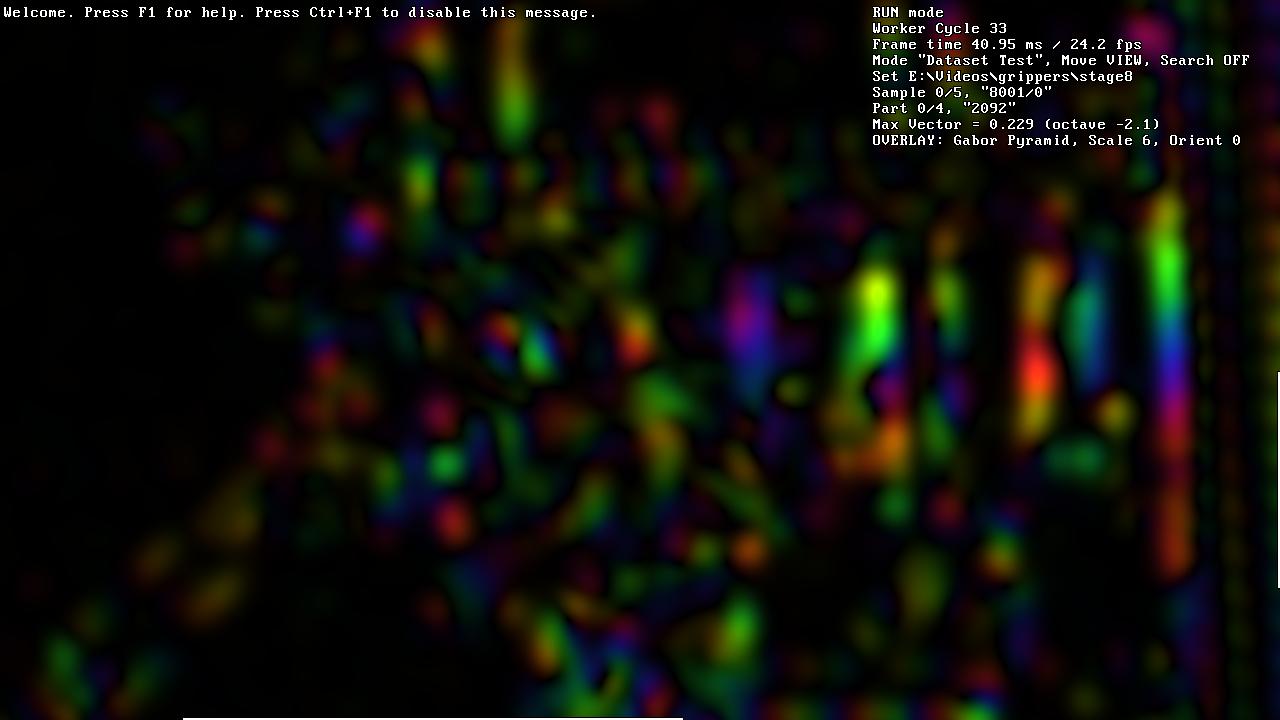 Welcome. Press F1 for help. Press Ctrl+F1 to disable this message.
RUN mode
Worker Cycle 33
Frame time 40.95 ms / 24.2 fps
Mode "Dataset Test", Move VIEW, Search OFF
Set E:\Videos\grippers\stage8
Sample 0/5, "8001/0"
Part 0/4, "2092"
Max Vector = 0.229 (octave -2.1)
OVERLAY: Gabor Pyramid, Scale 6, Orient 0